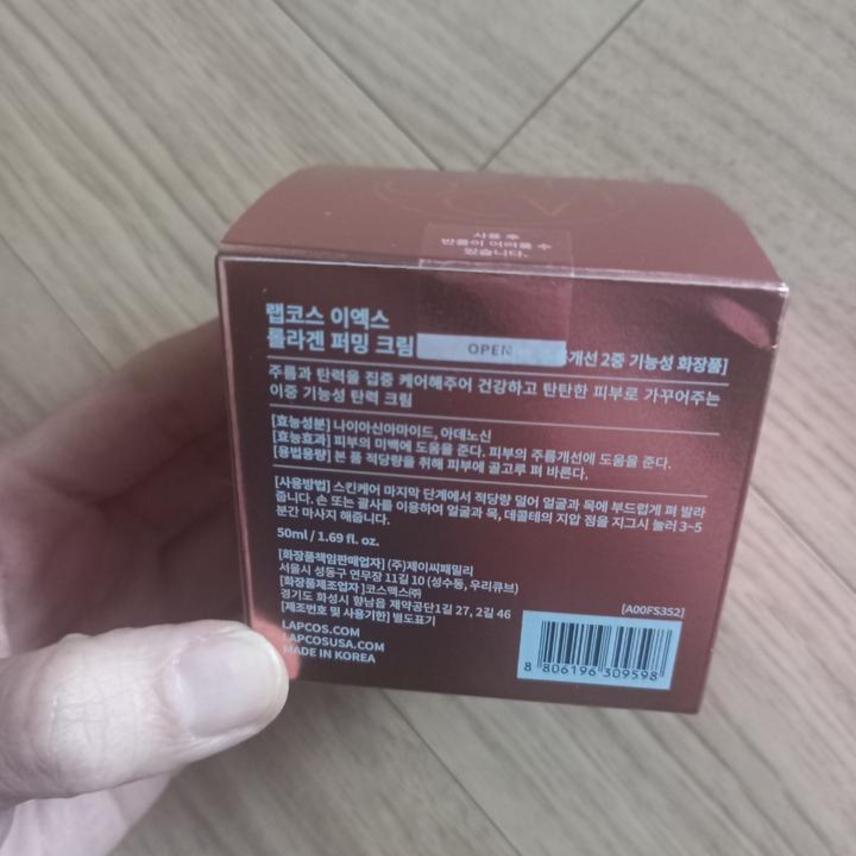 사용 후
반품이 어려울 수
있습니다.
랩코스 이엑스
콜라겐 퍼밍 크림
OPEN
개선 2중 기능성 화장품]
주름과 탄력을 집중 케어해주어 건강하고 탄탄한 피부로 가꾸어주는
이중 기능성 탄력 크림
[효능성분] 나이아신아마이드, 아데노신
[효능효과] 피부의 미백에 도움을 준다. 피부의 주름개선에 도움을 준다.
[용법용량] 본 품 적당량을 취해 피부에 골고루 펴 바른다.
[사용방법] 스킨케어 마지막 단계에서 적당량 덜어 얼굴과 목에 부드럽게 펴 발라
줍니다. 손 또는 괄사를 이용하여 얼굴과 목, 데콜테의 지압 점을 지그시 눌러 3~5
분간 마사지 해줍니다.
50ml / 1.69 fl. oz.
[화장품책임판매업자] (주)제이씨패밀리
서울시 성동구 연무장 11길 10 (성수동, 우리큐브)
[화장품제조업자 ]코스맥스㈜
경기도 화성시 향남읍 제약공단1길 27, 2길 46
[제조번호 및 사용기한] 별도표기
[A00FS352]
LAPCOS.COM
LAPCOSUSA.COM
MADE IN KOREA
8 806196 309598